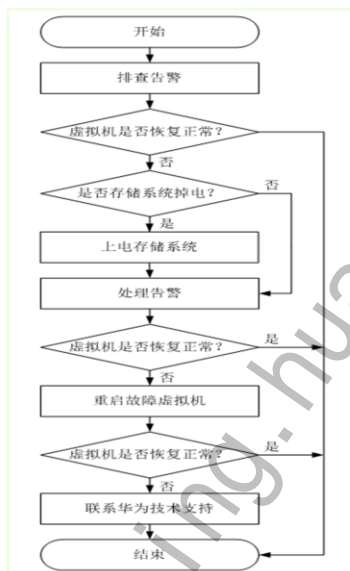 开始
排查告警
虚拟机是否恢复正常？
否
是否存储系统掉电？
否
是
上电存储系统
处理告警
虚拟机是否恢复正常？
是
否
重启故障虚拟机
虚拟机是否恢复正常？
是
否
联系华为技术支持
结束
ing.hua